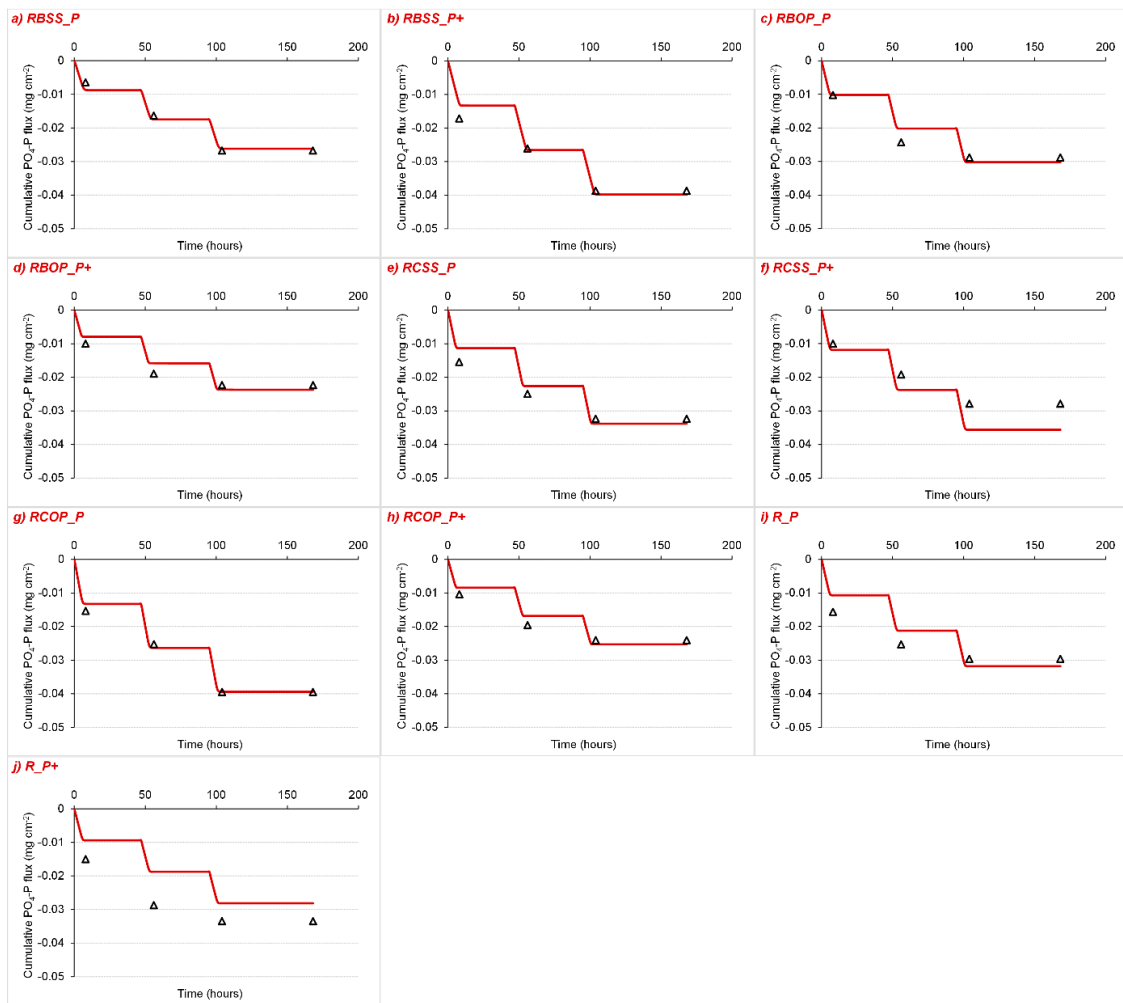 a) RBSS_P
0 50 100 150 200
0
-0.01
-0.02
-0.03
-0.04
-0.05
Cumulative PO₄-P flux (mg cm⁻²)
Time (hours)
b) RBSS_P+
0 50 100 150 200
0
-0.01
-0.02
-0.03
-0.04
-0.05
Cumulative PO₄-P flux (mg cm⁻²)
Time (hours)
c) RBOP_P
0 50 100 150 200
0
-0.01
-0.02
-0.03
-0.04
-0.05
Cumulative PO₄-P flux (mg cm⁻²)
Time (hours)
d) RBOP_P+
0 50 100 150 200
0
-0.01
-0.02
-0.03
-0.04
-0.05
Cumulative PO₄-P flux (mg cm⁻²)
Time (hours)
e) RCSS_P
0 50 100 150 200
0
-0.01
-0.02
-0.03
-0.04
-0.05
Cumulative PO₄-P flux (mg cm⁻²)
Time (hours)
f) RCSS_P+
0 50 100 150 200
0
-0.01
-0.02
-0.03
-0.04
-0.05
Cumulative PO₄-P flux (mg cm⁻²)
Time (hours)
g) RCOP_P
0 50 100 150 200
0
-0.01
-0.02
-0.03
-0.04
-0.05
Cumulative PO₄-P flux (mg cm⁻²)
Time (hours)
h) RCOP_P+
0 50 100 150 200
0
-0.01
-0.02
-0.03
-0.04
-0.05
Cumulative PO₄-P flux (mg cm⁻²)
Time (hours)
i) R_P
0 50 100 150 200
0
-0.01
-0.02
-0.03
-0.04
-0.05
Cumulative PO₄-P flux (mg cm⁻²)
Time (hours)
j) R_P+
0 50 100 150 200
0
-0.01
-0.02
-0.03
-0.04
-0.05
Cumulative PO₄-P flux (mg cm⁻²)
Time (hours)